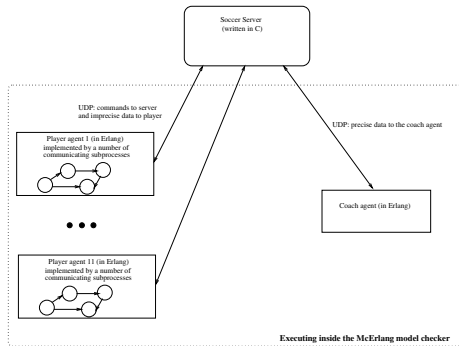 Soccer Server
(written in C)
UDP: commands to server
and imprecise data to player
UDP: precise data to the coach agent
Player agent 1 (in Erlang)
implemented by a number of
communicating subprocesses
Coach agent (in Erlang)
Player agent 11 (in Erlang)
implemented by a number of
communicating subprocesses
Executing inside the McErlang model checker